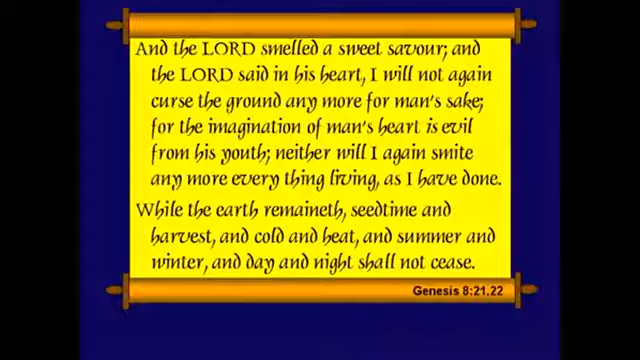 And the LORD smelled a sweet savour; and
the LORD said in his heart, I will not again
curse the ground any more for man's sake;
for the imagination of man's heart is evil
from his youth; neither will I again smite
any more every thing living, as I have done.
While the earth remaineth, seedtime and
harvest, and cold and heat, and summer and
winter, and day and night shall not cease.
Genesis 8:21,22